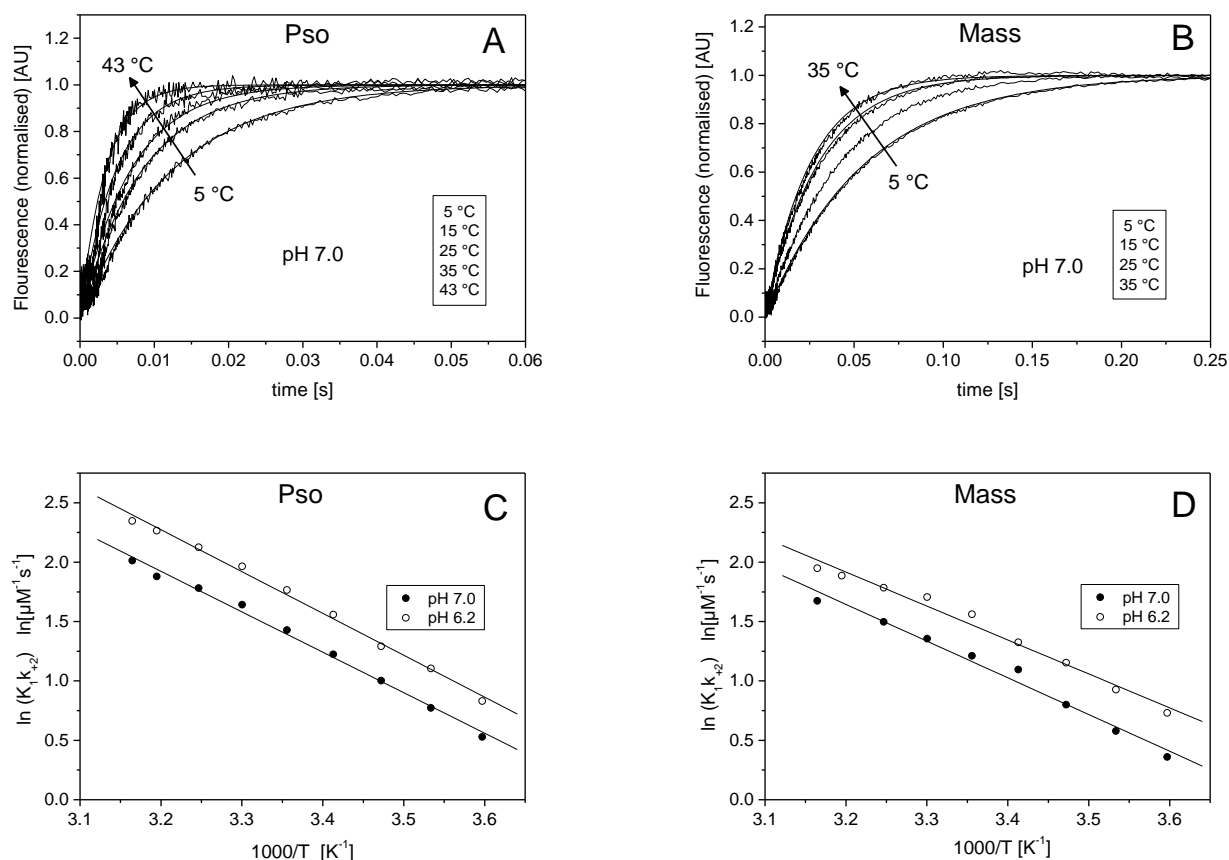 Pso
A
43 °C
5 °C
pH 7.0
5 °C
15 °C
25 °C
35 °C
43 °C
Flourescence (normalised) [AU]
1.2
1.0
0.8
0.6
0.4
0.2
0.0
0.00 0.01 0.02 0.03 0.04 0.05 0.06
time [s]
Mass
B
35 °C
5 °C
pH 7.0
5 °C
15 °C
25 °C
35 °C
Fluorescence (normalised) [AU]
1.2
1.0
0.8
0.6
0.4
0.2
0.0
0.00 0.05 0.10 0.15 0.20 0.25
time [s]
Pso
C
pH 7.0
pH 6.2
ln (K₁k₊₂) ln[µM⁻¹s⁻¹]
2.5
2.0
1.5
1.0
0.5
0.0
3.1 3.2 3.3 3.4 3.5 3.6
1000/T [K⁻¹]
Mass
D
pH 7.0
pH 6.2
ln (K₁k₊₂) ln[µM⁻¹s⁻¹]
2.5
2.0
1.5
1.0
0.5
0.0
3.1 3.2 3.3 3.4 3.5 3.6
1000/T [K⁻¹]